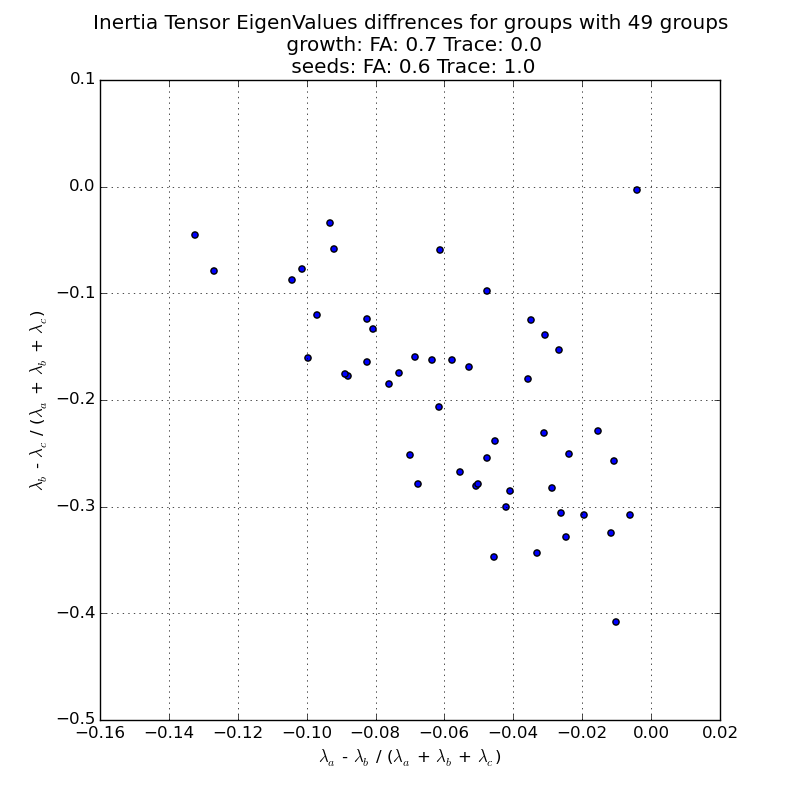 Inertia Tensor EigenValues diffrences for groups with 49 groups
growth: FA: 0.7 Trace: 0.0
seeds: FA: 0.6 Trace: 1.0
0.1
0.0
−0.1
−0.2
−0.3
−0.4
−0.5
λb - λc / (λa + λb + λc)
−0.16 −0.14 −0.12 −0.10 −0.08 −0.06 −0.04 −0.02 0.00 0.02
λa - λb / (λa + λb + λc)